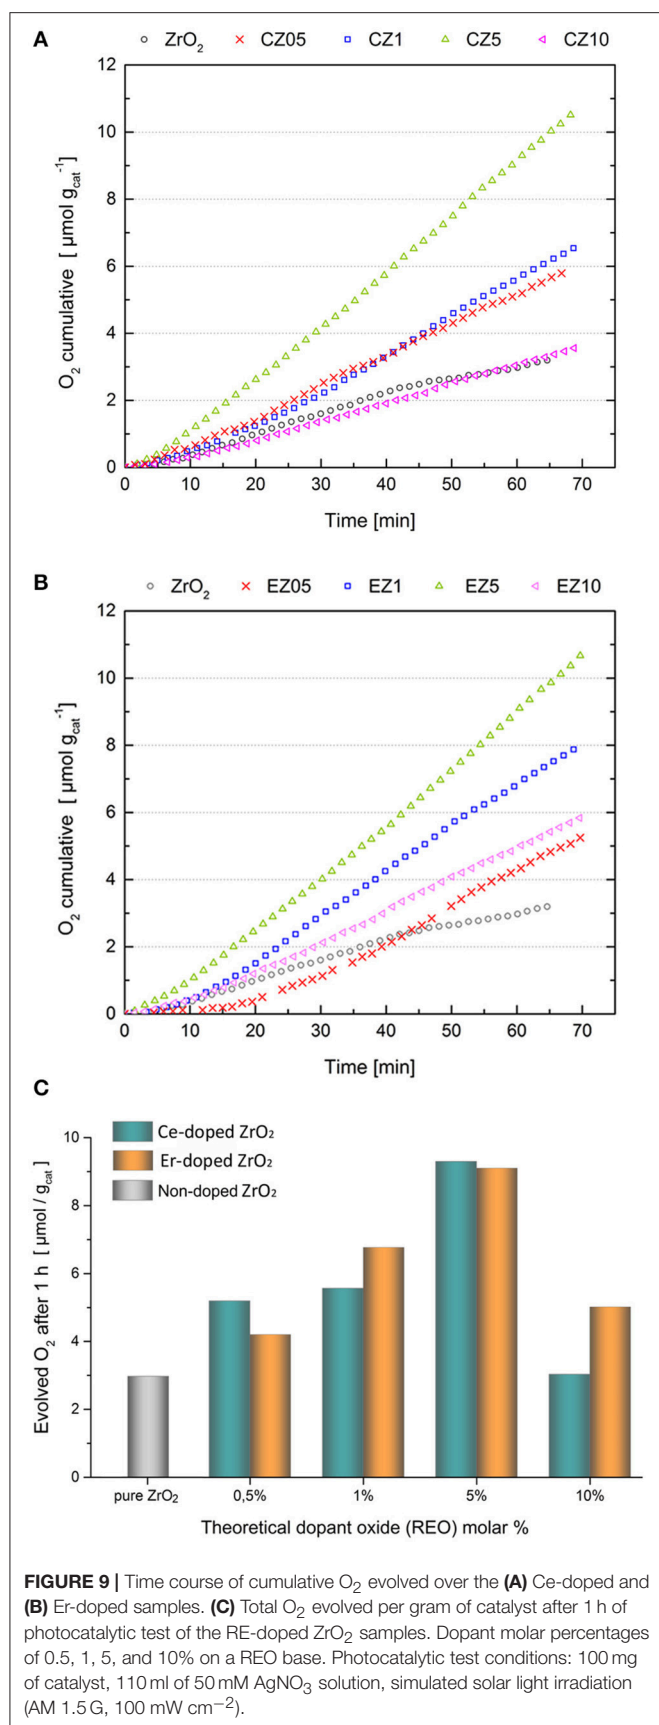 A
ZrO2 CZ05 CZ1 CZ5 CZ10
12
10
8
6
4
2
0
O2 cumulative [ µmol gcat−1]
0 10 20 30 40 50 60 70
Time [min]
B
ZrO2 EZ05 EZ1 EZ5 EZ10
12
10
8
6
4
2
0
O2 cumulative [ µmol gcat−1]
0 10 20 30 40 50 60 70
Time [min]
C
Ce-doped ZrO2
Er-doped ZrO2
Non-doped ZrO2
10
8
6
4
2
0
Evolved O2 after 1 h [ µmol / gcat]
pure ZrO2 0,5% 1% 5% 10%
Theoretical dopant oxide (REO) molar %
FIGURE 9 | Time course of cumulative O2 evolved over the (A) Ce-doped and
(B) Er-doped samples. (C) Total O2 evolved per gram of catalyst after 1 h of
photocatalytic test of the RE-doped ZrO2 samples. Dopant molar percentages
of 0.5, 1, 5, and 10% on a REO base. Photocatalytic test conditions: 100 mg
of catalyst, 110 ml of 50 mM AgNO3 solution, simulated solar light irradiation
(AM 1.5 G, 100 mW cm−2).